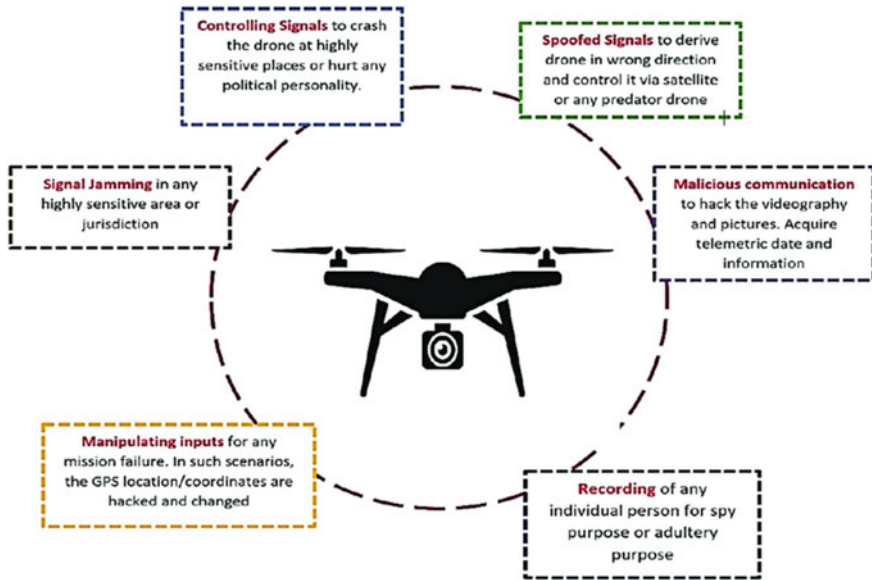 Controlling Signals to crash
the drone at highly
sensitive places or hurt any
political personality.
Spoofed Signals to derive
drone in wrong direction
and control it via satellite
or any predator drone
Signal Jamming in any
highly sensitive area or
jurisdiction
Malicious communication
to hack the videography
and pictures. Acquire
telemetric date and
information
Manipulating inputs for any
mission failure. In such scenarios,
the GPS location/coordinates are
hacked and changed
Recording of any
individual person for spy
purpose or adultery
purpose